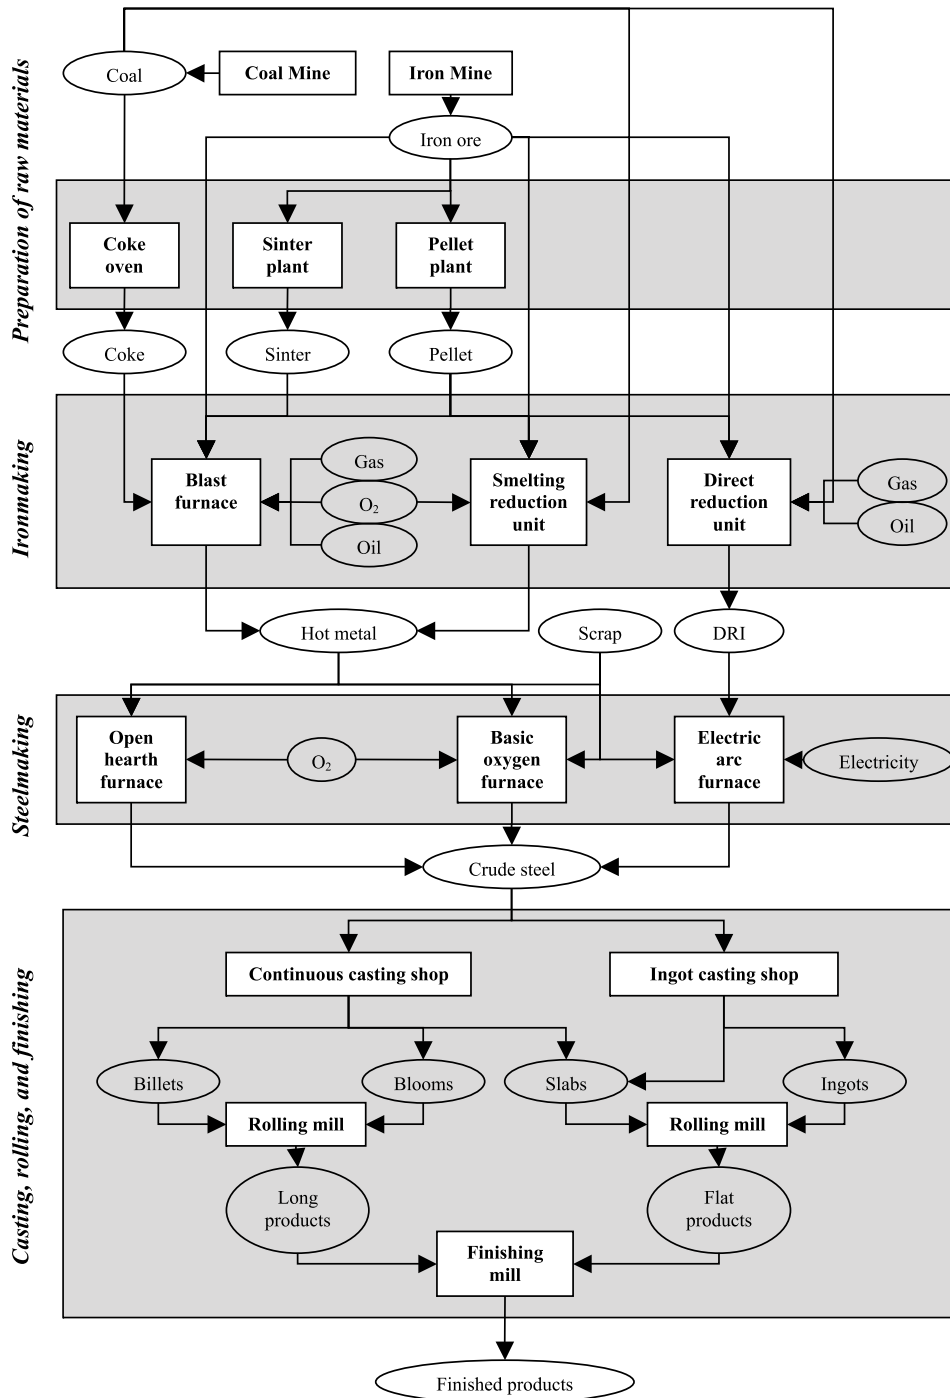 Preparation of raw materials
Coal
Coal Mine
Iron Mine
Iron ore
Coke
oven
Sinter
plant
Pellet
plant
Coke
Sinter
Pellet
Ironmaking
Blast
furnace
Gas
O₂
Oil
Smelting
reduction
unit
Direct
reduction
unit
Gas
Oil
Hot metal
Scrap
DRI
Steelmaking
Open
hearth
furnace
O₂
Basic
oxygen
furnace
Electric
arc
furnace
Electricity
Crude steel
Casting, rolling, and finishing
Continuous casting shop
Ingot casting shop
Billets
Blooms
Slabs
Ingots
Rolling mill
Rolling mill
Long
products
Flat
products
Finishing
mill
Finished products